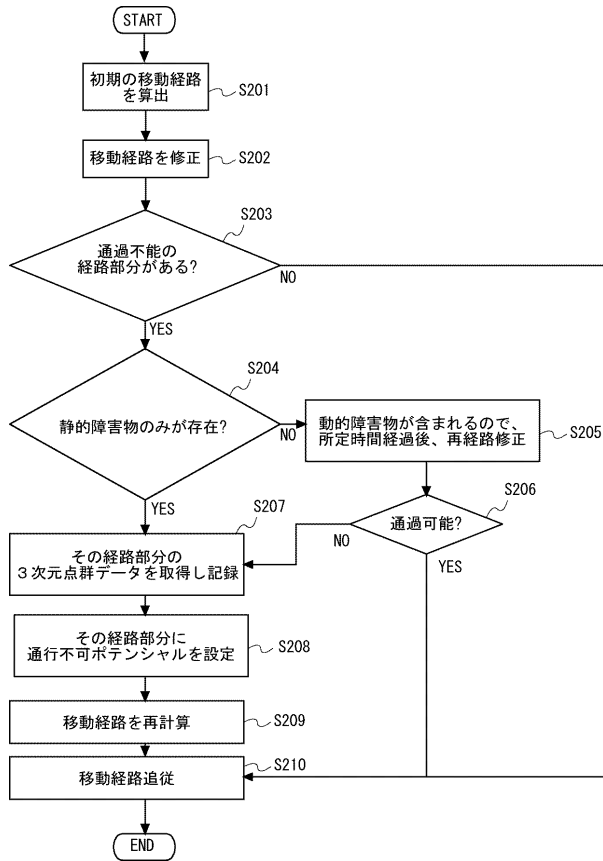 START
初期の移動経路
を算出
S201
移動経路を修正
S202
S203
通過不能の
経路部分がある?
NO
YES
S204
静的障害物のみが存在?
NO
動的障害物が含まれるので、
所定時間経過後、再経路修正
S205
YES
S206
通過可能?
NO
YES
S207
その経路部分の
3次元点群データを取得し記録
その経路部分に
通行不可ポテンシャルを設定
S208
移動経路を再計算
S209
移動経路追従
S210
END